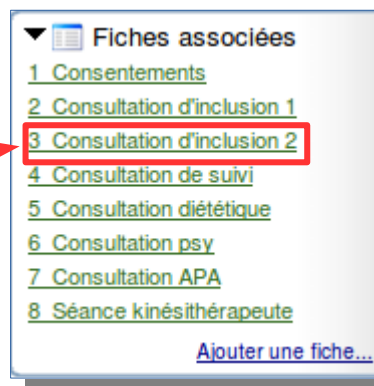 Fiches associées
1 Consentements
2 Consultation d'inclusion 1
3 Consultation d'inclusion 2
4 Consultation de suivi
5 Consultation diététique
6 Consultation psy
7 Consultation APA
8 Séance kinésithérapeute
Ajouter une fiche...